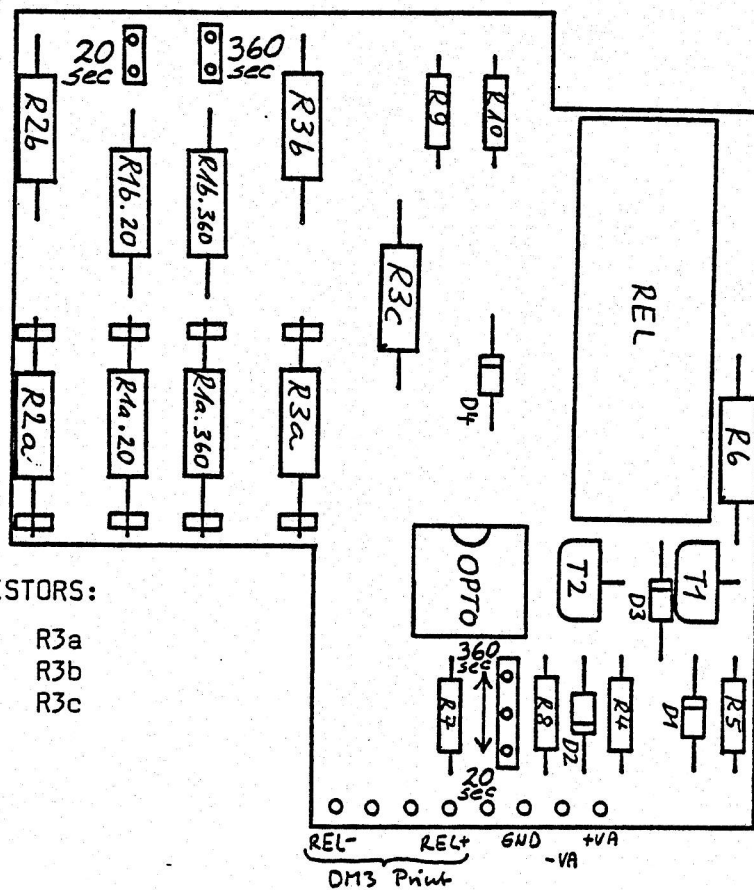 20 sec
360 sec
R2b
R1b.20
R1b.360
R3b
R9
R10
R3c
REL
R2a
R1a.20
R1a.360
R3a
D4
R6
OPTO
T2
D3
T1
ISTORS:
R3a
R3b
R3c
360 sec
R7
R8
D2
R4
D1
R5
20 sec
REL-
REL+
GND
-VA
+VA
DM3 Print